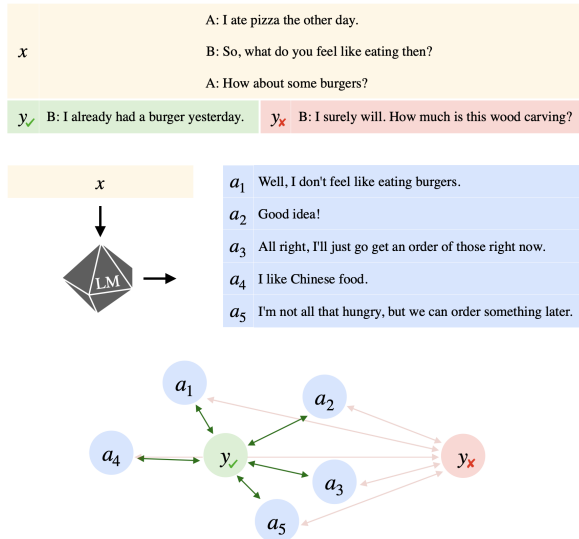 A: I ate pizza the other day.
x B: So, what do you feel like eating then?
A: How about some burgers?
y✓ B: I already had a burger yesterday. y✗ B: I surely will. How much is this wood carving?
x
a1 Well, I don't feel like eating burgers.
a2 Good idea!
a3 All right, I'll just go get an order of those right now.
LM
a4 I like Chinese food.
a5 I'm not all that hungry, but we can order something later.
a1
a2
a4
y✓
y✗
a3
a5